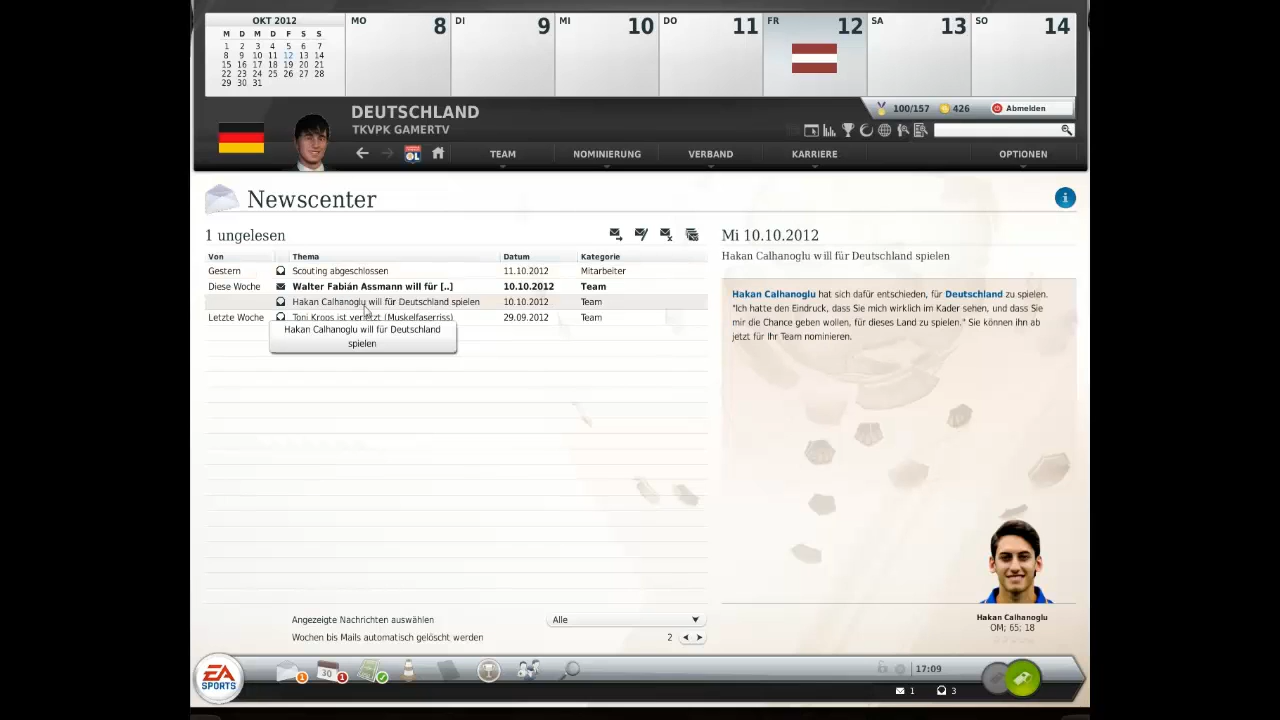 OKT 2012
M D M D F S S
1 2 3 4 5 6 7
8 9 10 11 12 13 14
15 16 17 18 19 20 21
22 23 24 25 26 27 28
29 30 31
MO 8
DI 9
MI 10
DO 11
FR 12
SA 13
SO 14
DEUTSCHLAND
TKVPK GAMERTV
100/157 426 Abmelden
OL
TEAM NOMINIERUNG VERBAND KARRIERE OPTIONEN
Newscenter
i
1 ungelesen
Von Thema Datum Kategorie
Gestern Scouting abgeschlossen 11.10.2012 Mitarbeiter
Diese Woche Walter Fabián Assmann will für [..] 10.10.2012 Team
Hakan Calhanoglu will für Deutschland spielen 10.10.2012 Team
Letzte Woche Toni Kroos ist verletzt (Muskelfaserriss) 29.09.2012 Team
Hakan Calhanoglu will für Deutschland
spielen
Mi 10.10.2012
Hakan Calhanoglu will für Deutschland spielen
Hakan Calhanoglu hat sich dafür entschieden, für Deutschland zu spielen.
"Ich hatte den Eindruck, dass Sie mich wirklich im Kader sehen, und dass Sie
mir die Chance geben wollen, für dieses Land zu spielen." Sie können ihn ab
jetzt für Ihr Team nominieren.
Hakan Calhanoglu
OM; 65; 18
Angezeigte Nachrichten auswählen Alle
Wochen bis Mails automatisch gelöscht werden 2
EA
SPORTS
1
30 1
17:09
1 3